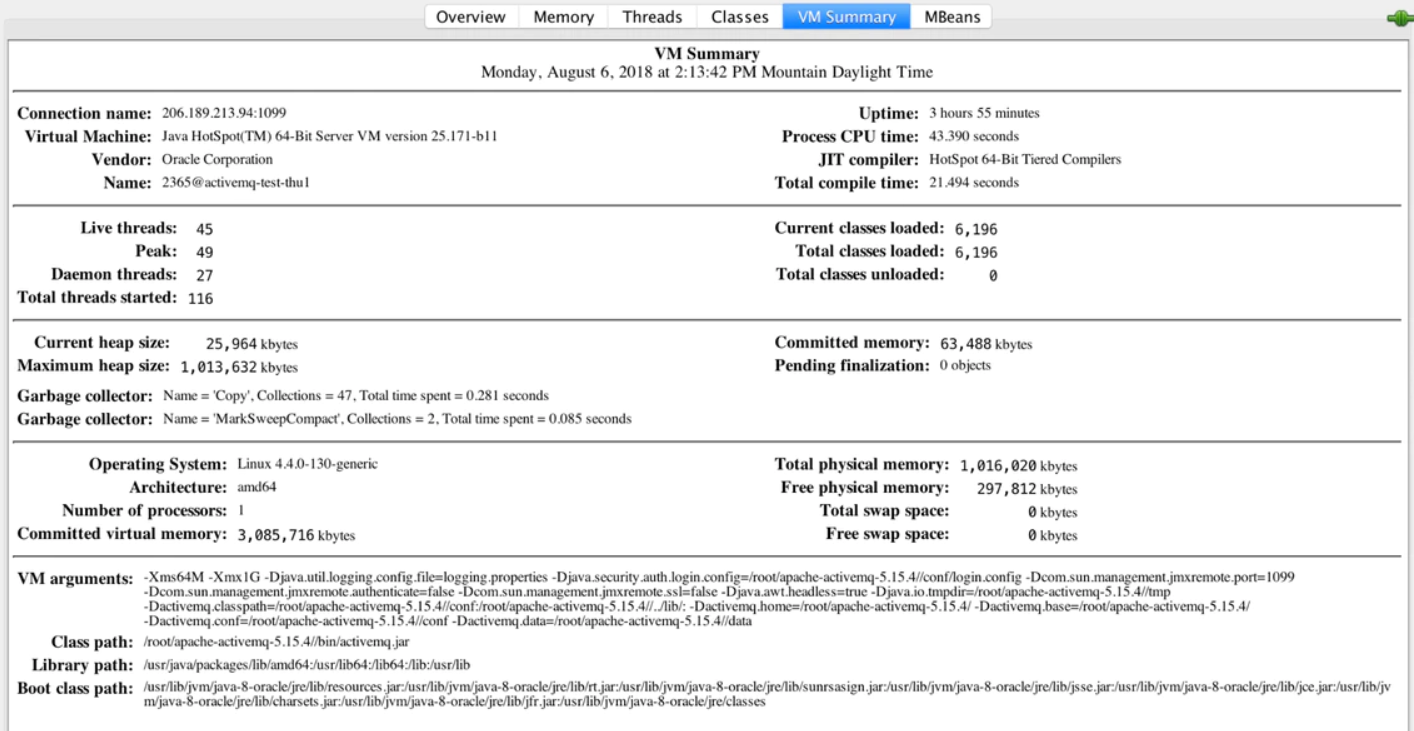 Overview Memory Threads Classes VM Summary MBeans
VM Summary
Monday, August 6, 2018 at 2:13:42 PM Mountain Daylight Time
Connection name: 206.189.213.94:1099
Virtual Machine: Java HotSpot(TM) 64-Bit Server VM version 25.171-b11
Vendor: Oracle Corporation
Name: 2365@activemq-test-thu1
Uptime: 3 hours 55 minutes
Process CPU time: 43.390 seconds
JIT compiler: HotSpot 64-Bit Tiered Compilers
Total compile time: 21.494 seconds
Live threads: 45
Peak: 49
Daemon threads: 27
Total threads started: 116
Current classes loaded: 6,196
Total classes loaded: 6,196
Total classes unloaded: 0
Current heap size: 25,964 kbytes
Maximum heap size: 1,013,632 kbytes
Committed memory: 63,488 kbytes
Pending finalization: 0 objects
Garbage collector: Name = 'Copy', Collections = 47, Total time spent = 0.281 seconds
Garbage collector: Name = 'MarkSweepCompact', Collections = 2, Total time spent = 0.085 seconds
Operating System: Linux 4.4.0-130-generic
Architecture: amd64
Number of processors: 1
Committed virtual memory: 3,085,716 kbytes
Total physical memory: 1,016,020 kbytes
Free physical memory: 297,812 kbytes
Total swap space: 0 kbytes
Free swap space: 0 kbytes
VM arguments: -Xms64M -Xmx1G -Djava.util.logging.config.file=logging.properties -Djava.security.auth.login.config=/root/apache-activemq-5.15.4//conf/login.config -Dcom.sun.management.jmxremote.port=1099
-Dcom.sun.management.jmxremote.authenticate=false -Dcom.sun.management.jmxremote.ssl=false -Djava.awt.headless=true -Djava.io.tmpdir=/root/apache-activemq-5.15.4//tmp
-Dactivemq.classpath=/root/apache-activemq-5.15.4//conf:/root/apache-activemq-5.15.4//../lib/: -Dactivemq.home=/root/apache-activemq-5.15.4/ -Dactivemq.base=/root/apache-activemq-5.15.4/
-Dactivemq.conf=/root/apache-activemq-5.15.4//conf -Dactivemq.data=/root/apache-activemq-5.15.4//data
Class path: /root/apache-activemq-5.15.4//bin/activemq.jar
Library path: /usr/java/packages/lib/amd64:/usr/lib64:/lib64:/lib:/usr/lib
Boot class path: /usr/lib/jvm/java-8-oracle/jre/lib/resources.jar:/usr/lib/jvm/java-8-oracle/jre/lib/rt.jar:/usr/lib/jvm/java-8-oracle/jre/lib/sunrsasign.jar:/usr/lib/jvm/java-8-oracle/jre/lib/jsse.jar:/usr/lib/jvm/java-8-oracle/jre/lib/jce.jar:/usr/lib/jv
m/java-8-oracle/jre/lib/charsets.jar:/usr/lib/jvm/java-8-oracle/jre/lib/jfr.jar:/usr/lib/jvm/java-8-oracle/jre/classes